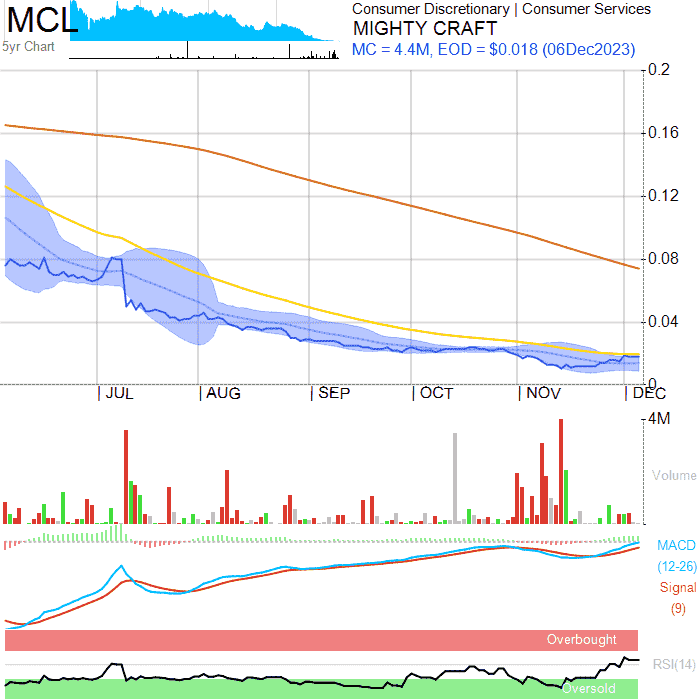 MCL
5yr Chart
Consumer Discretionary | Consumer Services
MIGHTY CRAFT
MC = 4.4M, EOD = $0.018 (06Dec2023)
0.2
0.16
0.12
0.08
0.04
0
JUL AUG SEP OCT NOV DEC
4M
Volume
MACD
(12-26)
Signal
(9)
Overbought
RSI(14)
Oversold